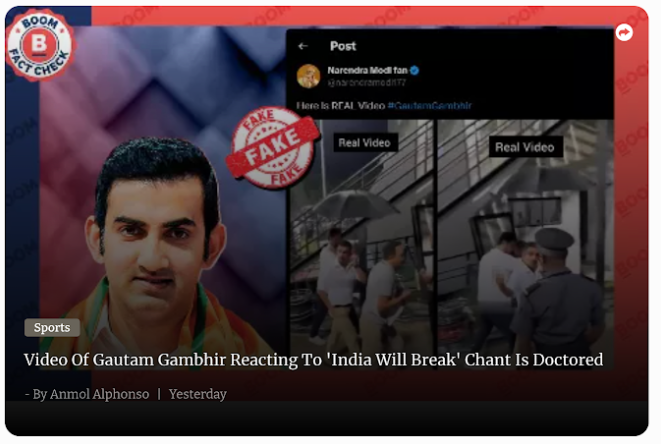 BOOM
B
FACT CHECK
Post
Narendra Modi fan
@narendramodi177
Here is REAL Video #GautamGambhir
FAKE
FAKE
FAKE
Real Video
Real Video
Sports
Video Of Gautam Gambhir Reacting To 'India Will Break' Chant Is Doctored
- By Anmol Alphonso | Yesterday